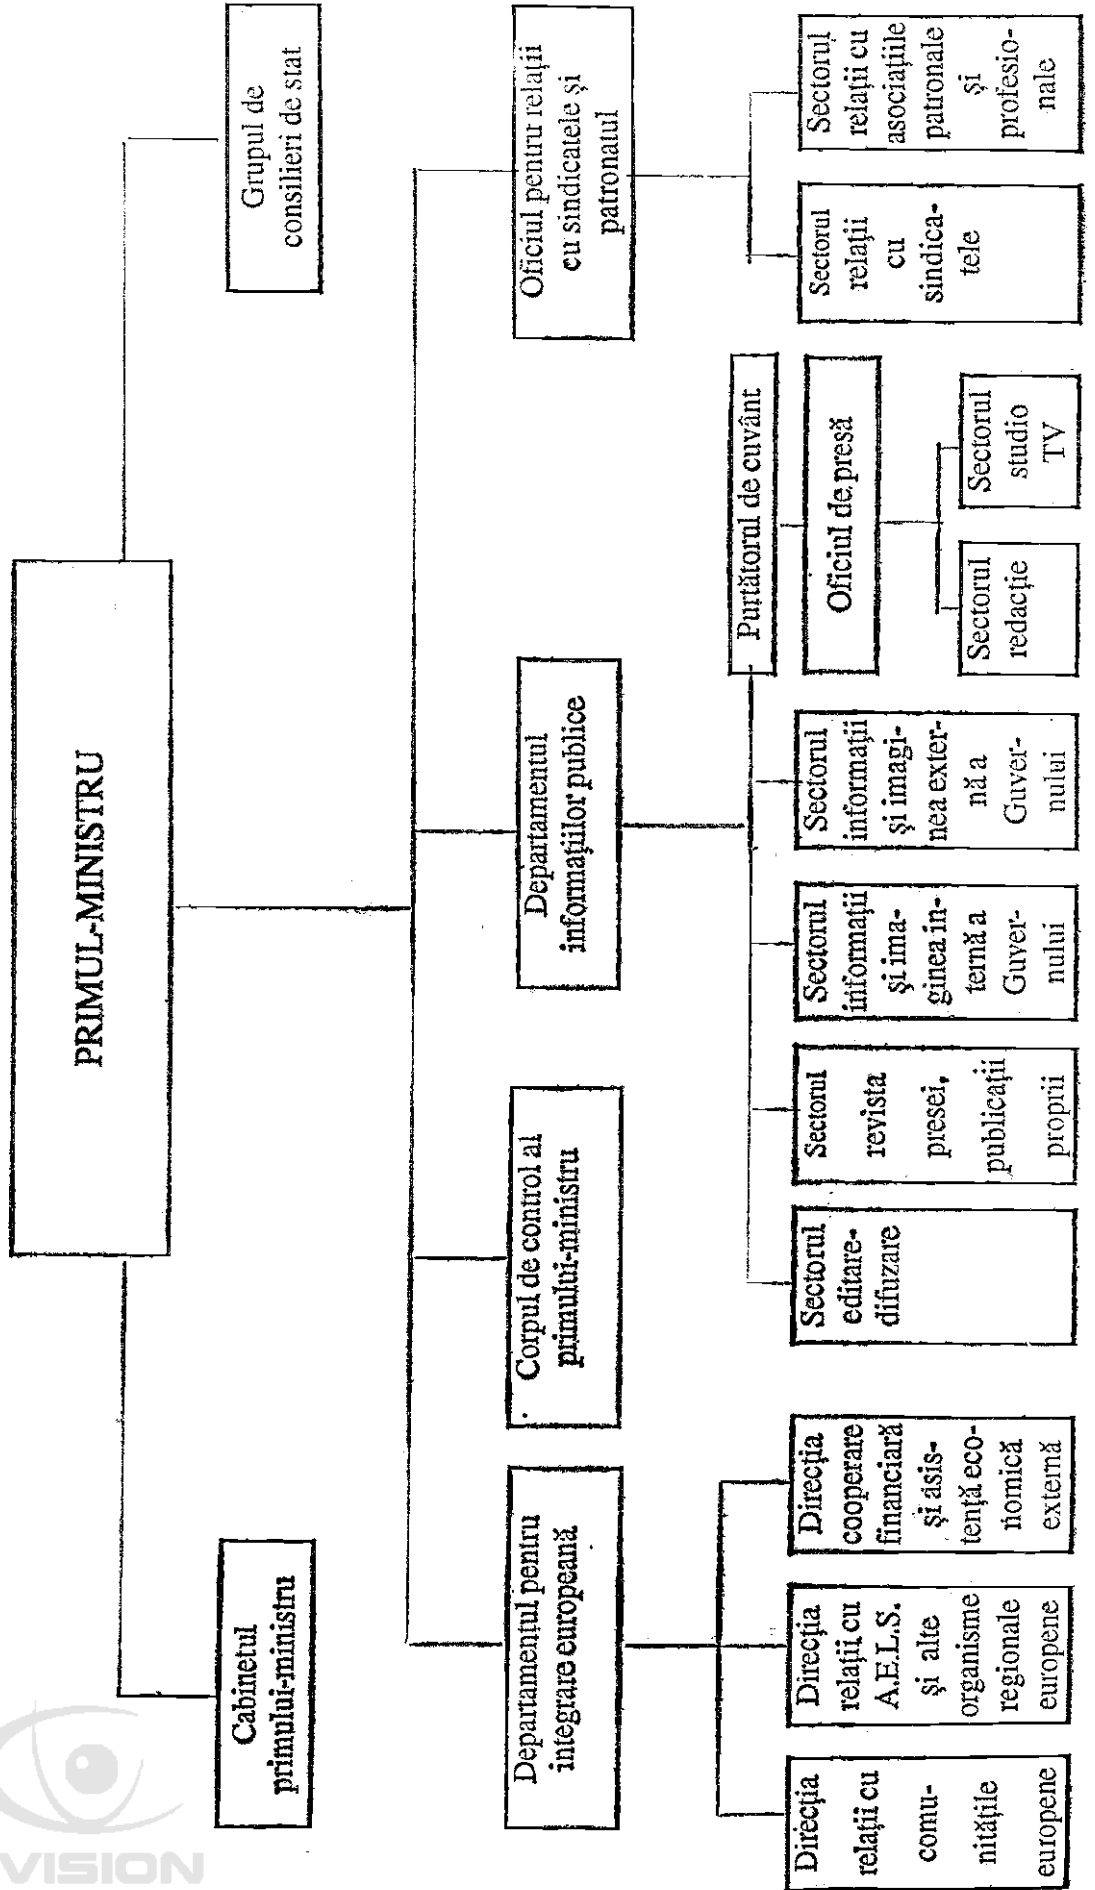 PRIMUL-MINISTRU
Cabinetul
primului-ministru
Grupul de
consilieri de stat
Departamentul pentru
integrare europeană
Corpul de control al
primului-ministru
Departamentul
informațiilor publice
Oficiul pentru relații
cu sindicatele și
patronatul
Direcția
relații cu
comu-
nitățile
europene
Direcția
relații cu
A.E.L.S.
și alte
organisme
regionale
europene
Direcția
cooperare
financiară
și asis-
tență eco-
nomică
externă
Sectorul
editare-
difuzare
Sectorul
revista
presei,
publicații
proprii
Sectorul
informații
și ima-
ginea in-
ternă a
Guver-
nului
Sectorul
informații
și imagi-
nea exter-
nă a
Guver-
nului
Purtătorul de cuvânt
Oficiul de presă
Sectorul
redacție
Sectorul
studio
TV
Sectorul
relații
cu
sindica-
tele
Sectorul
relații cu
asociațiile
patronale
și
profesio-
nale
VISION